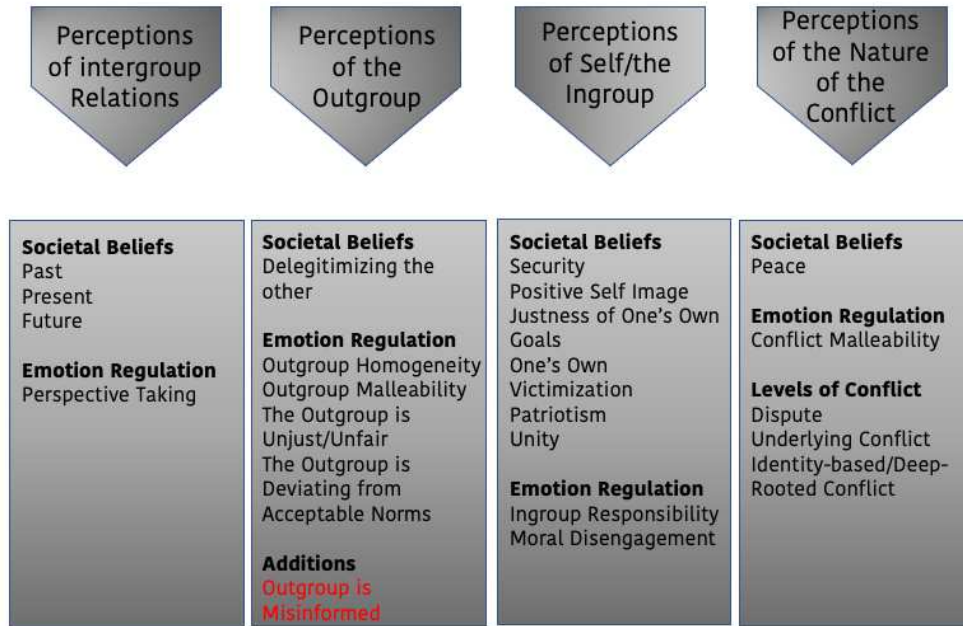 Perceptions
of intergroup
Relations
Perceptions
of the
Outgroup
Perceptions
of Self/the
Ingroup
Perceptions
of the Nature
of the
Conflict
Societal Beliefs
Past
Present
Future
Emotion Regulation
Perspective Taking
Societal Beliefs
Delegitimizing the
other
Emotion Regulation
Outgroup Homogeneity
Outgroup Malleability
The Outgroup is
Unjust/Unfair
The Outgroup is
Deviating from
Acceptable Norms
Additions
Outgroup is
Misinformed
Societal Beliefs
Security
Positive Self Image
Justness of One's Own
Goals
One's Own
Victimization
Patriotism
Unity
Emotion Regulation
Ingroup Responsibility
Moral Disengagement
Societal Beliefs
Peace
Emotion Regulation
Conflict Malleability
Levels of Conflict
Dispute
Underlying Conflict
Identity-based/Deep-
Rooted Conflict